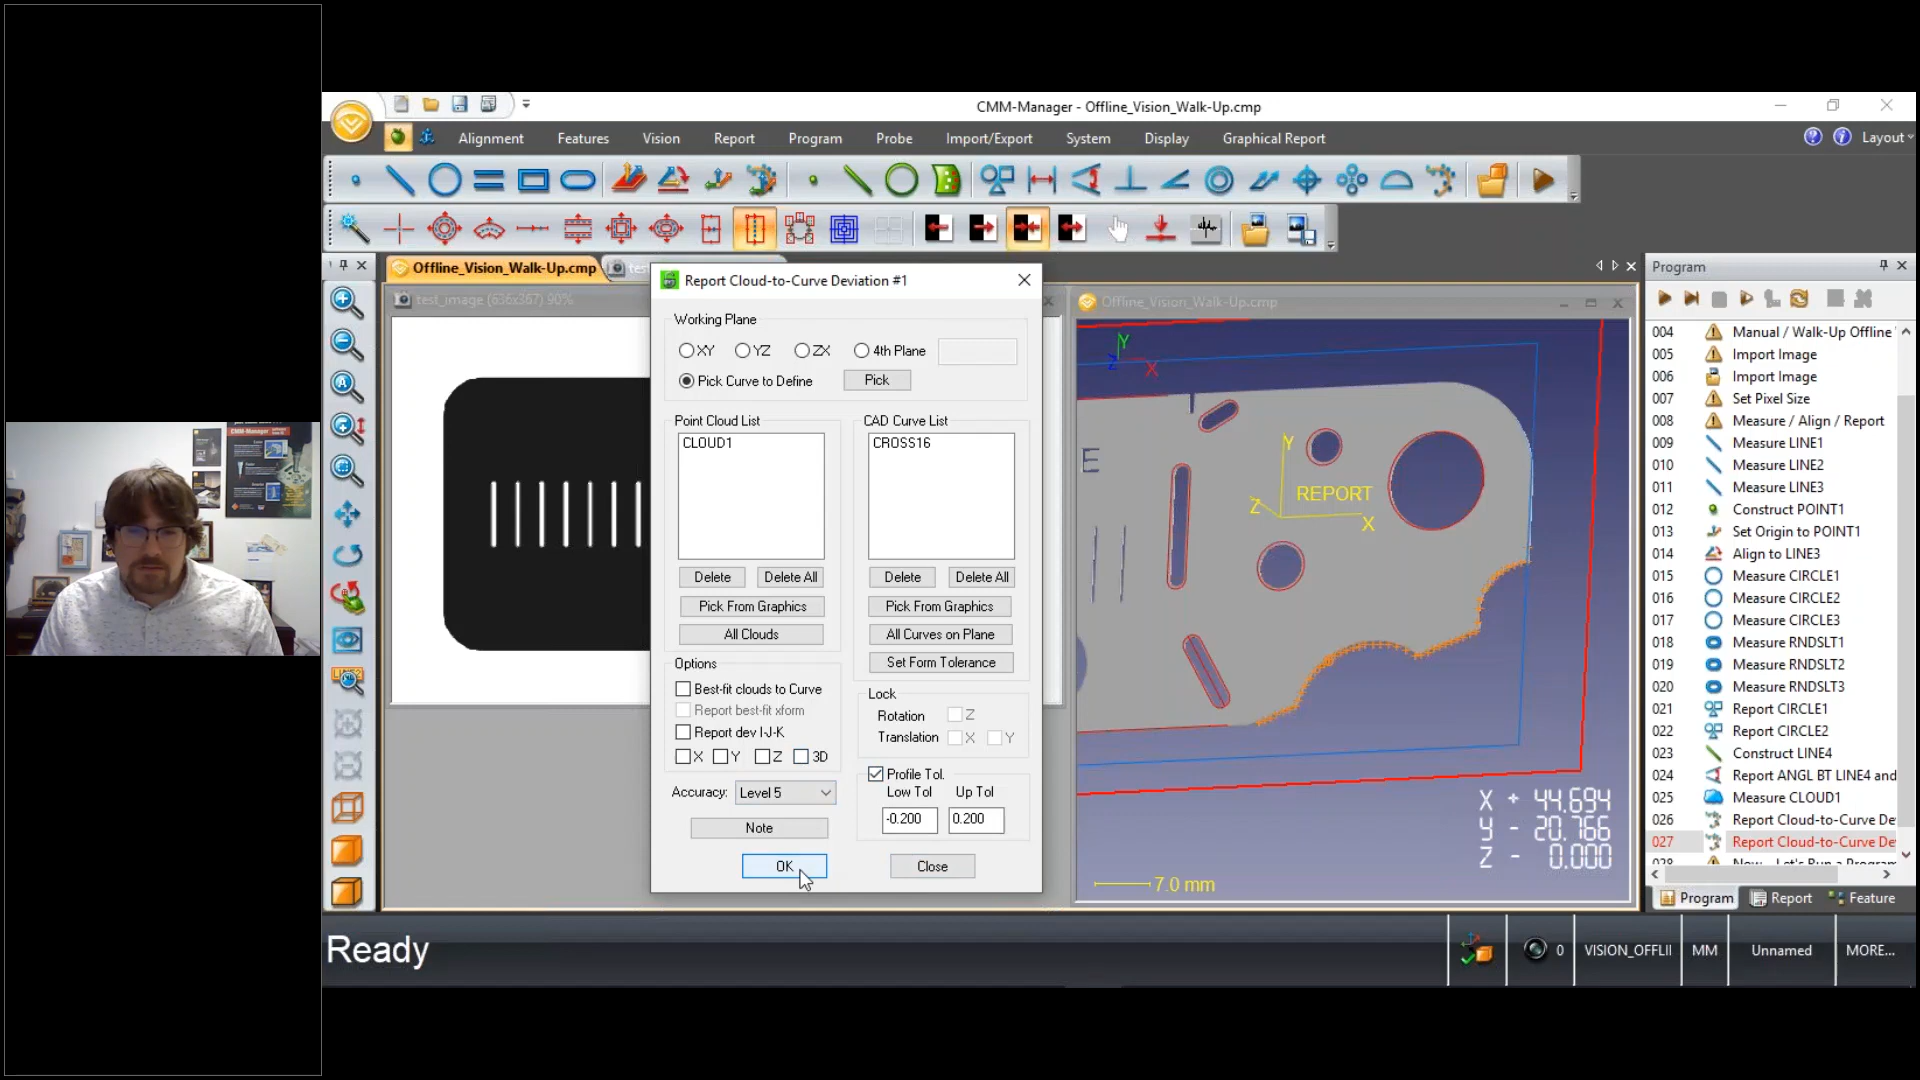 CMM-Manager - Offline_Vision_Walk-Up.cmp
Alignment Features Vision Report Program Probe Import/Export System Display Graphical Report Layout
Offline_Vision_Walk-Up.cmp
test_image (636x367) 90%
Report Cloud-to-Curve Deviation #1
Working Plane
XY YZ ZX 4th Plane
Pick Curve to Define Pick
Point Cloud List
CLOUD1
Delete Delete All
Pick From Graphics
All Clouds
CAD Curve List
CROSS16
Delete Delete All
Pick From Graphics
All Curves on Plane
Set Form Tolerance
Options
Best-fit clouds to Curve
Report best-fit xform
Report dev I-J-K
X Y Z 3D
Lock
Rotation Z
Translation X Y
Accuracy: Level 5
Note
Profile Tol.
Low Tol Up Tol
-0.200 0.200
OK Close
Offline_Vision_Walk-Up.cmp
Y
Z X
E
Y
REPORT
Z X
X + 44.694
Y - 20.766
Z - 0.000
7.0 mm
Program
004 Manual / Walk-Up Offline
005 Import Image
006 Import Image
007 Set Pixel Size
008 Measure / Align / Report
009 Measure LINE1
010 Measure LINE2
011 Measure LINE3
012 Construct POINT1
013 Set Origin to POINT1
014 Align to LINE3
015 Measure CIRCLE1
016 Measure CIRCLE2
017 Measure CIRCLE3
018 Measure RNDSLT1
019 Measure RNDSLT2
020 Measure RNDSLT3
021 Report CIRCLE1
022 Report CIRCLE2
023 Construct LINE4
024 Report ANGL BT LINE4 and
025 Measure CLOUD1
026 Report Cloud-to-Curve De
027 Report Cloud-to-Curve De
028 Now - Let's Run a Program
Program Report Feature
Ready
0 VISION_OFFLI MM Unnamed MORE...
CMM-Manager